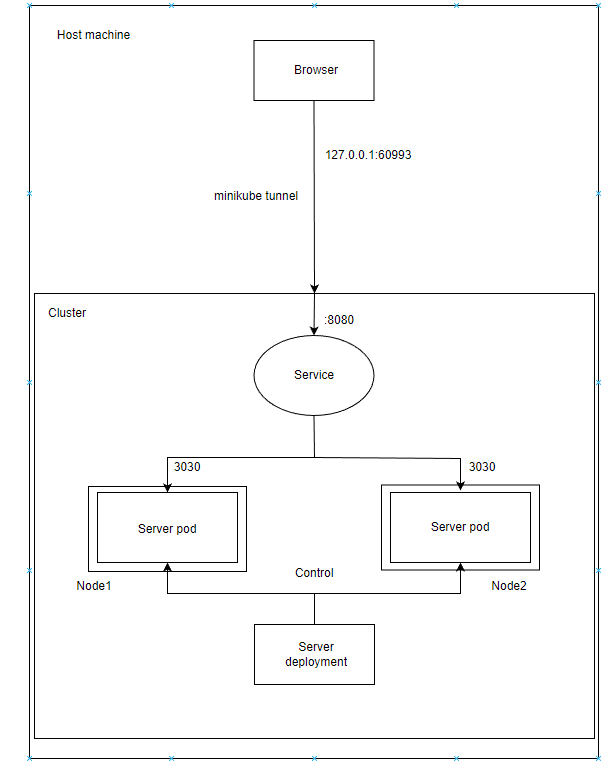 Host machine
Browser
127.0.0.1:60993
minikube tunnel
Cluster
:8080
Service
3030
3030
Server pod
Server pod
Control
Node1
Node2
Server
deployment